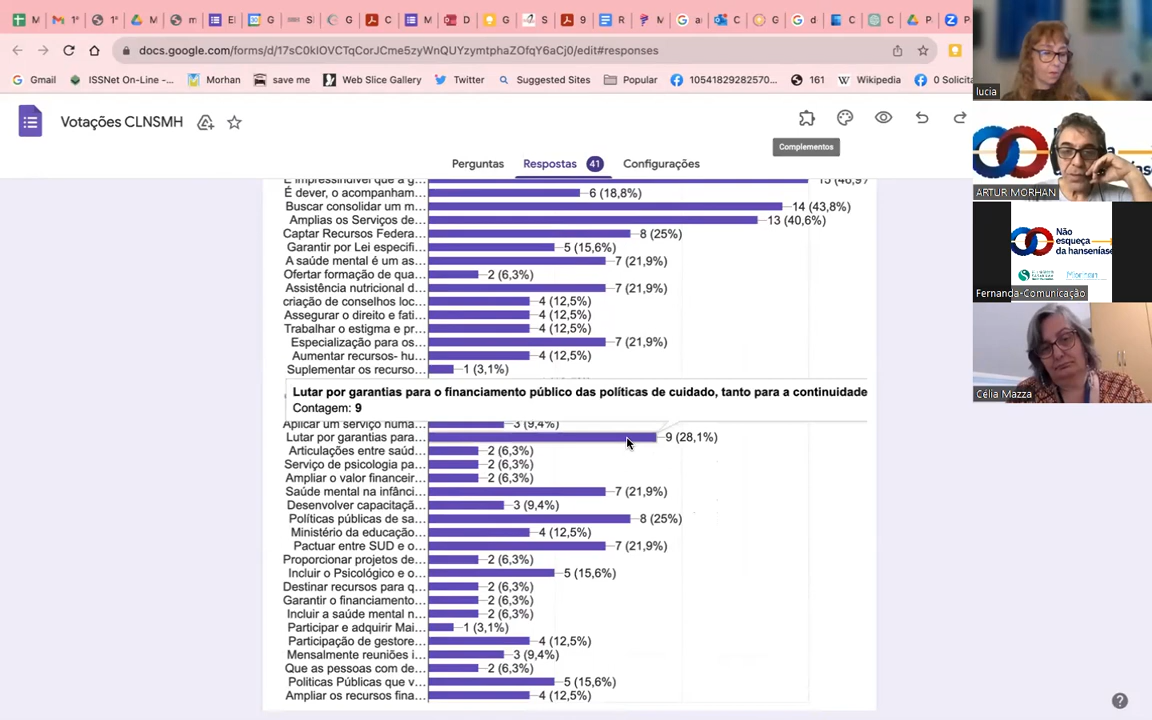 docs.google.com/forms/d/17sC0kIOVCTqCorJCme5zyWnQUYzymtphaZOfqY6aCj0/edit#responses
Gmail
ISSNet On-Line -...
Morhan
save me
Web Slice Gallery
Twitter
Suggested Sites
Popular
10541829282570...
161
Wikipedia
0 Solicita
Votações CLNSMH
Complementos
Perguntas
Respostas 41
Configurações
É dever, o acompanham... 6 (18,8%)
Buscar consolidar um m... 14 (43,8%)
Amplias os Serviços de... 13 (40,6%)
Captar Recursos Federa... 8 (25%)
Garantir por Lei especifi... 5 (15,6%)
A saúde mental é um as... 7 (21,9%)
Ofertar formação de qua... 2 (6,3%)
Assistência nutricional d... 7 (21,9%)
criação de conselhos loc... 4 (12,5%)
Assegurar o direito e fati... 4 (12,5%)
Trabalhar o estigma e pr... 4 (12,5%)
Especialização para os... 7 (21,9%)
Aumentar recursos- hu... 4 (12,5%)
Suplementar os recurso... 1 (3,1%)
Lutar por garantias para o financiamento público das políticas de cuidado, tanto para a continuidade
Contagem: 9
Aplicar um serviço huma... 3 (9,4%)
Lutar por garantias para... 9 (28,1%)
Articulações entre saúd... 2 (6,3%)
Serviço de psicologia pa... 2 (6,3%)
Ampliar o valor financeir... 2 (6,3%)
Saúde mental na infânci... 7 (21,9%)
Desenvolver capacitaçã... 3 (9,4%)
Políticas públicas de sa... 8 (25%)
Ministério da educação... 4 (12,5%)
Pactuar entre SUD e o... 7 (21,9%)
Proporcionar projetos de... 2 (6,3%)
Incluir o Psicológico e o... 5 (15,6%)
Destinar recursos para q... 2 (6,3%)
Garantir o financiamento... 2 (6,3%)
Incluir a saúde mental n... 2 (6,3%)
Participar e adquirir Mai... 1 (3,1%)
Participação de gestore... 4 (12,5%)
Mensalmente reuniões i... 3 (9,4%)
Que as pessoas com de... 2 (6,3%)
Politicas Públicas que v... 5 (15,6%)
Ampliar os recursos fina... 4 (12,5%)
lucia
ARTUR MORHAN
Não
esqueça
da hanseníase
Morhan
Fernanda-Comunicação
Célia Mazza